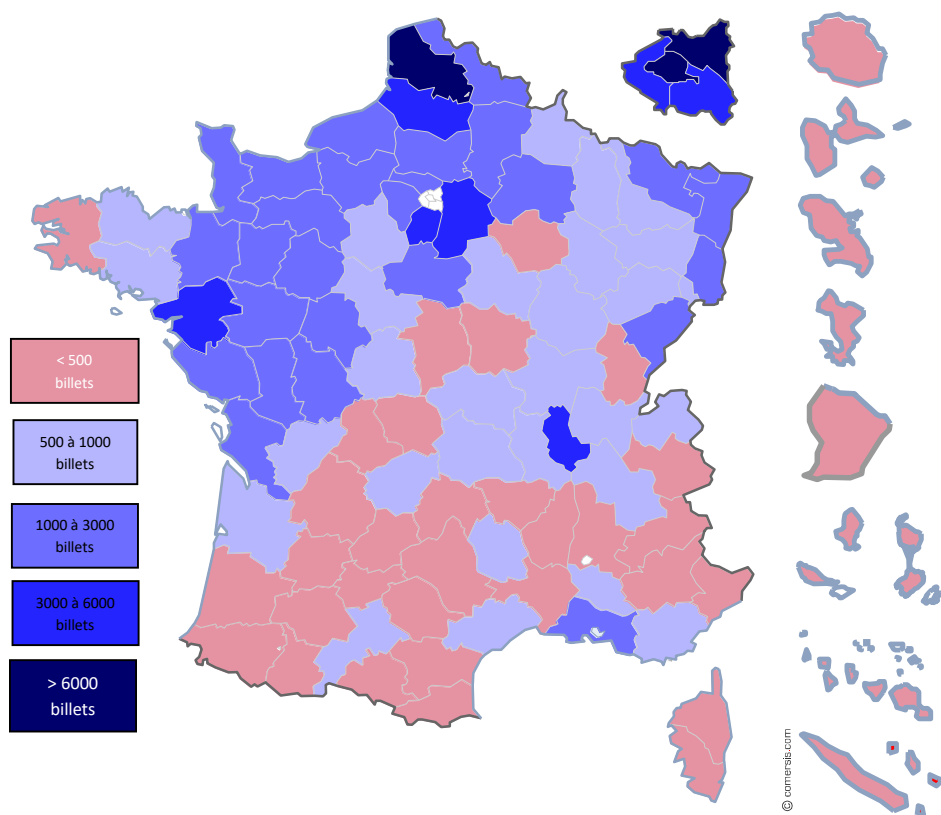 < 500
billets
500 à 1000
billets
1000 à 3000
billets
3000 à 6000
billets
> 6000
billets
© comersis.com